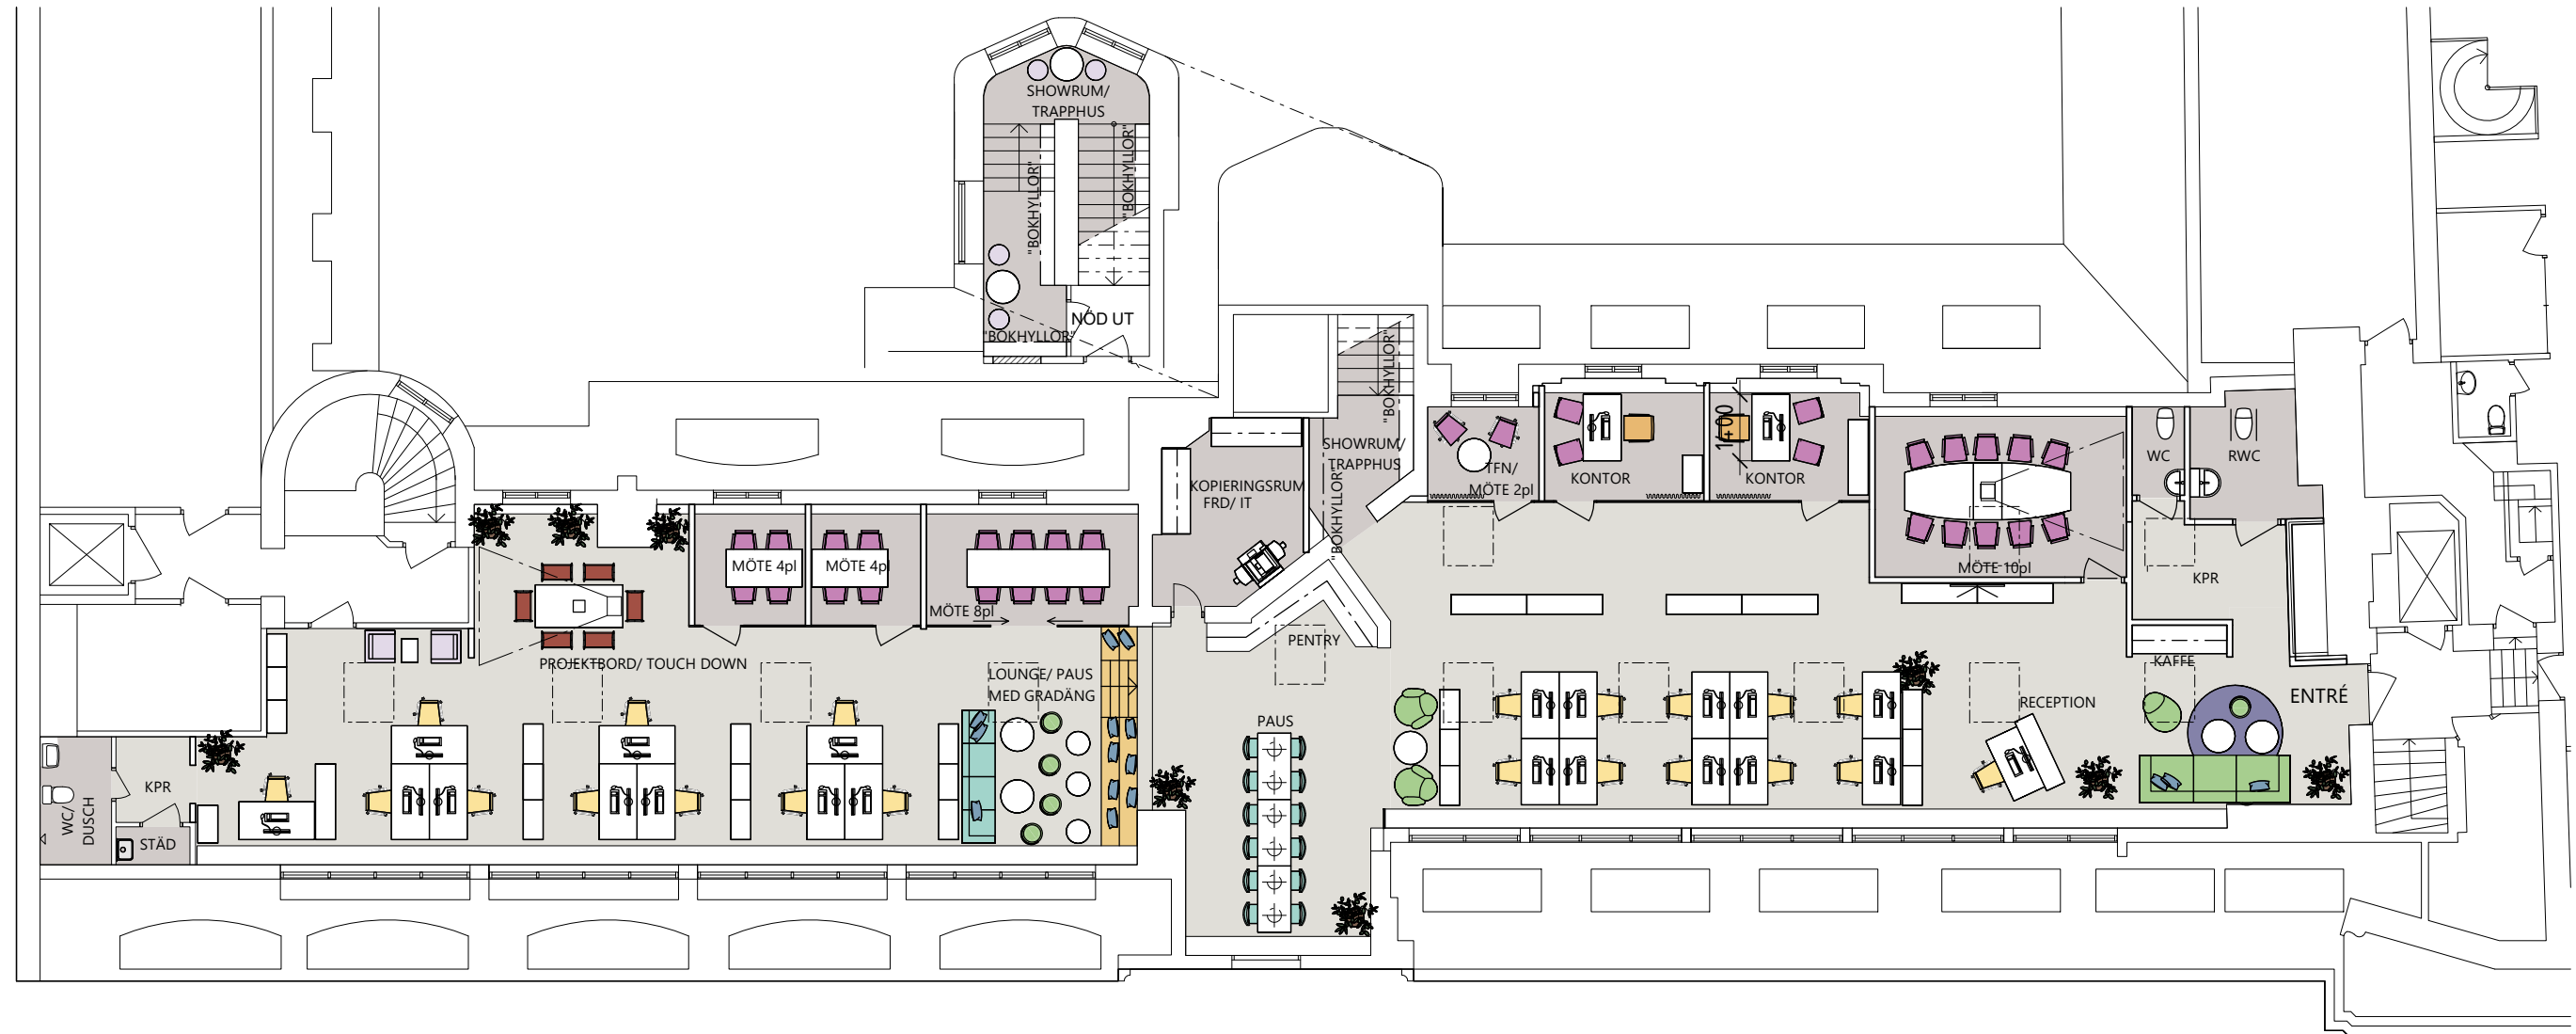 SHOWRUM/
TRAPPHUS
"BOKHYLLOR"
"BOKHYLLOR"
NÖD UT
"BOKHYLLOR"
"BOKHYLLOR"
SHOWRUM/
TRAPPHUS
"BOKHYLLOR"
KOPIERINGSRUM
FRD/ IT
TFN/
MÖTE 2pl
KONTOR
1400
KONTOR
MÖTE 10pl
WC
RWC
KPR
MÖTE 4pl
MÖTE 4pl
MÖTE 8pl
PENTRY
PROJEKTBORD/ TOUCH DOWN
LOUNGE/ PAUS
MED GRADÄNG
KAFFE
ENTRÉ
RECEPTION
PAUS
KPR
WC/
DUSCH
STÄD